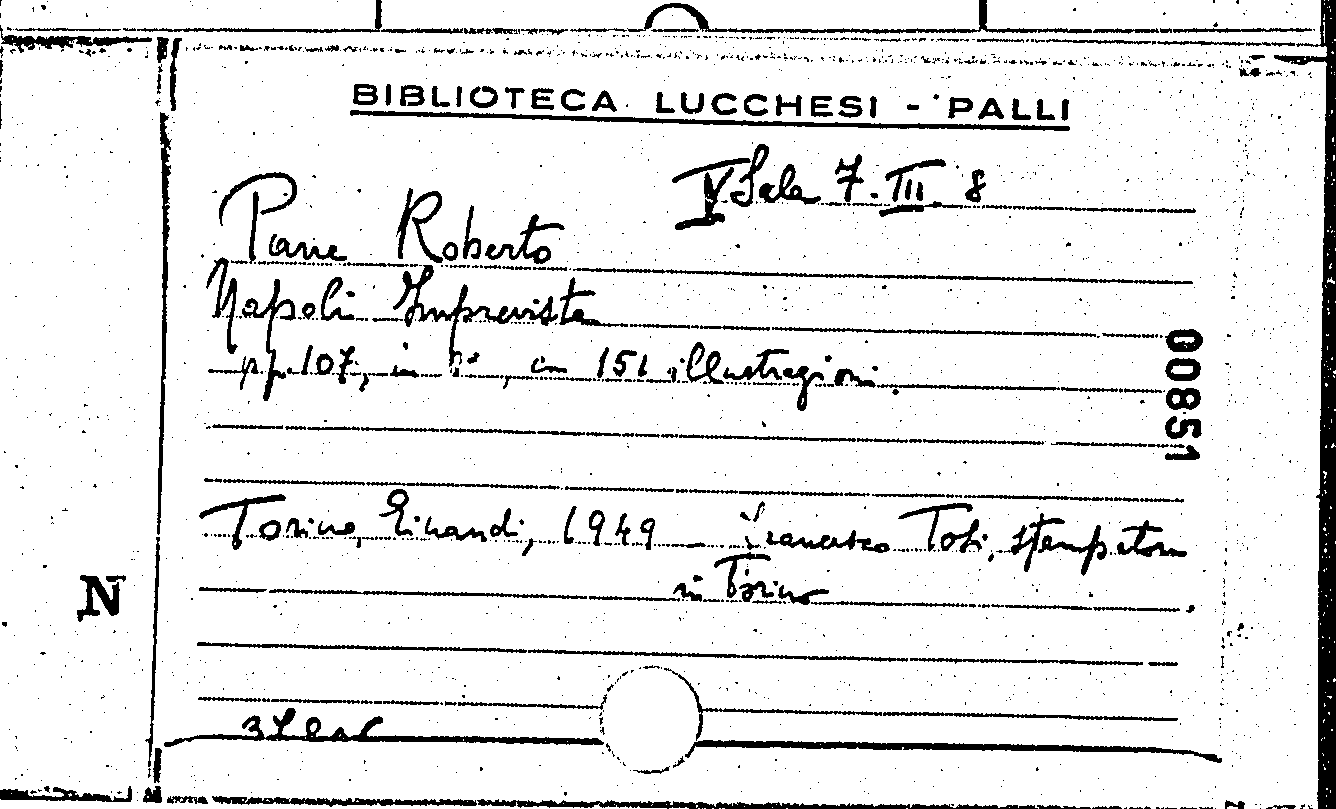 BIBLIOTECA LUCCHESI - PALLI
V Sala 7. III. 8
Pane Roberto
Napoli Imprevista
pp. 107, in 8°, con 151 illustrazioni.
00851
Torino, Einaudi, 1949 - Francesco Tosi, stampatore
in Torino
N